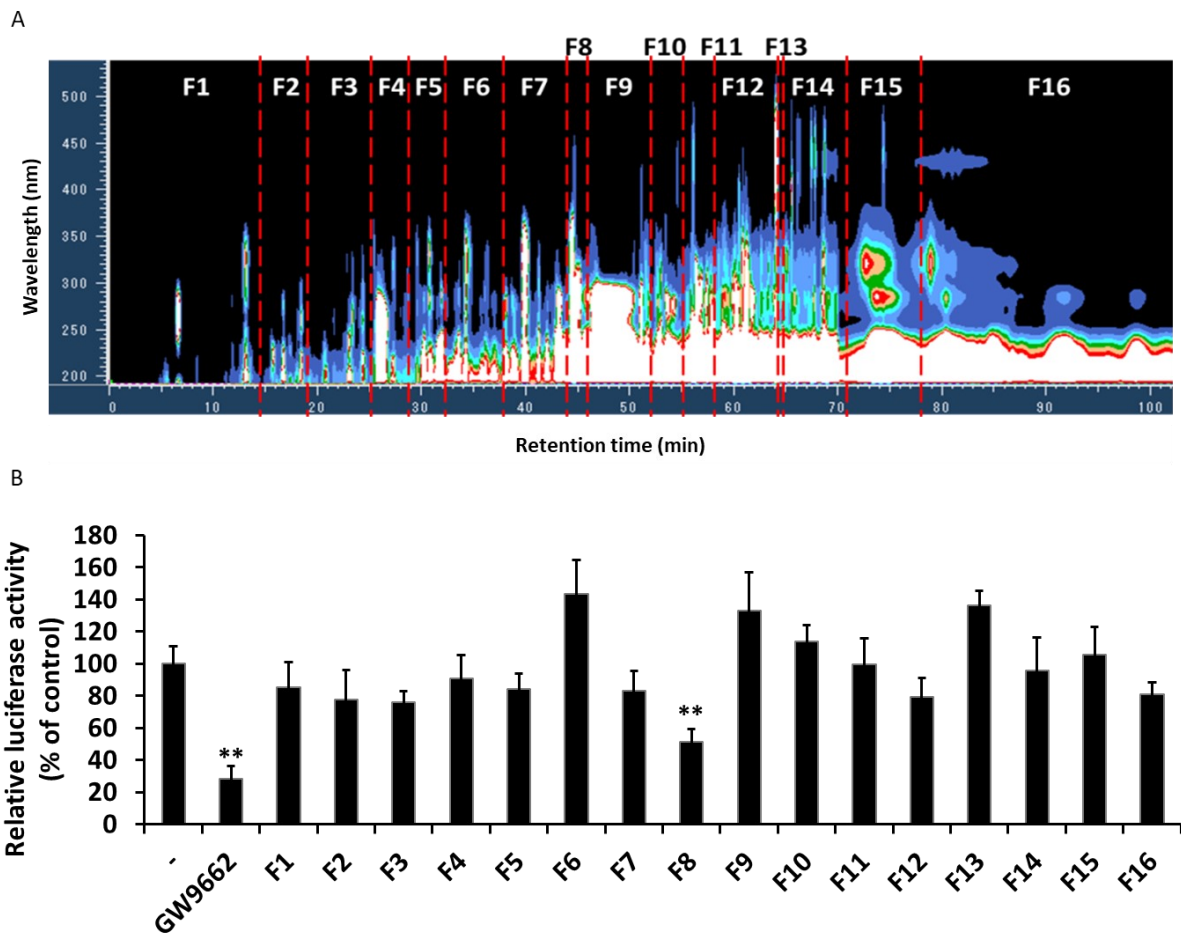 A
F8 F10 F11 F13
F1 F2 F3 F4 F5 F6 F7 F9 F12 F14 F15 F16
500
450
400
350
300
250
200
Wavelength (nm)
0 10 20 30 40 50 60 70 80 90 100
Retention time (min)
B
180
160
140
120
100
80
60
40
20
0
Relative luciferase activity
(% of control)
**
**
- GW9662 F1 F2 F3 F4 F5 F6 F7 F8 F9 F10 F11 F12 F13 F14 F15 F16